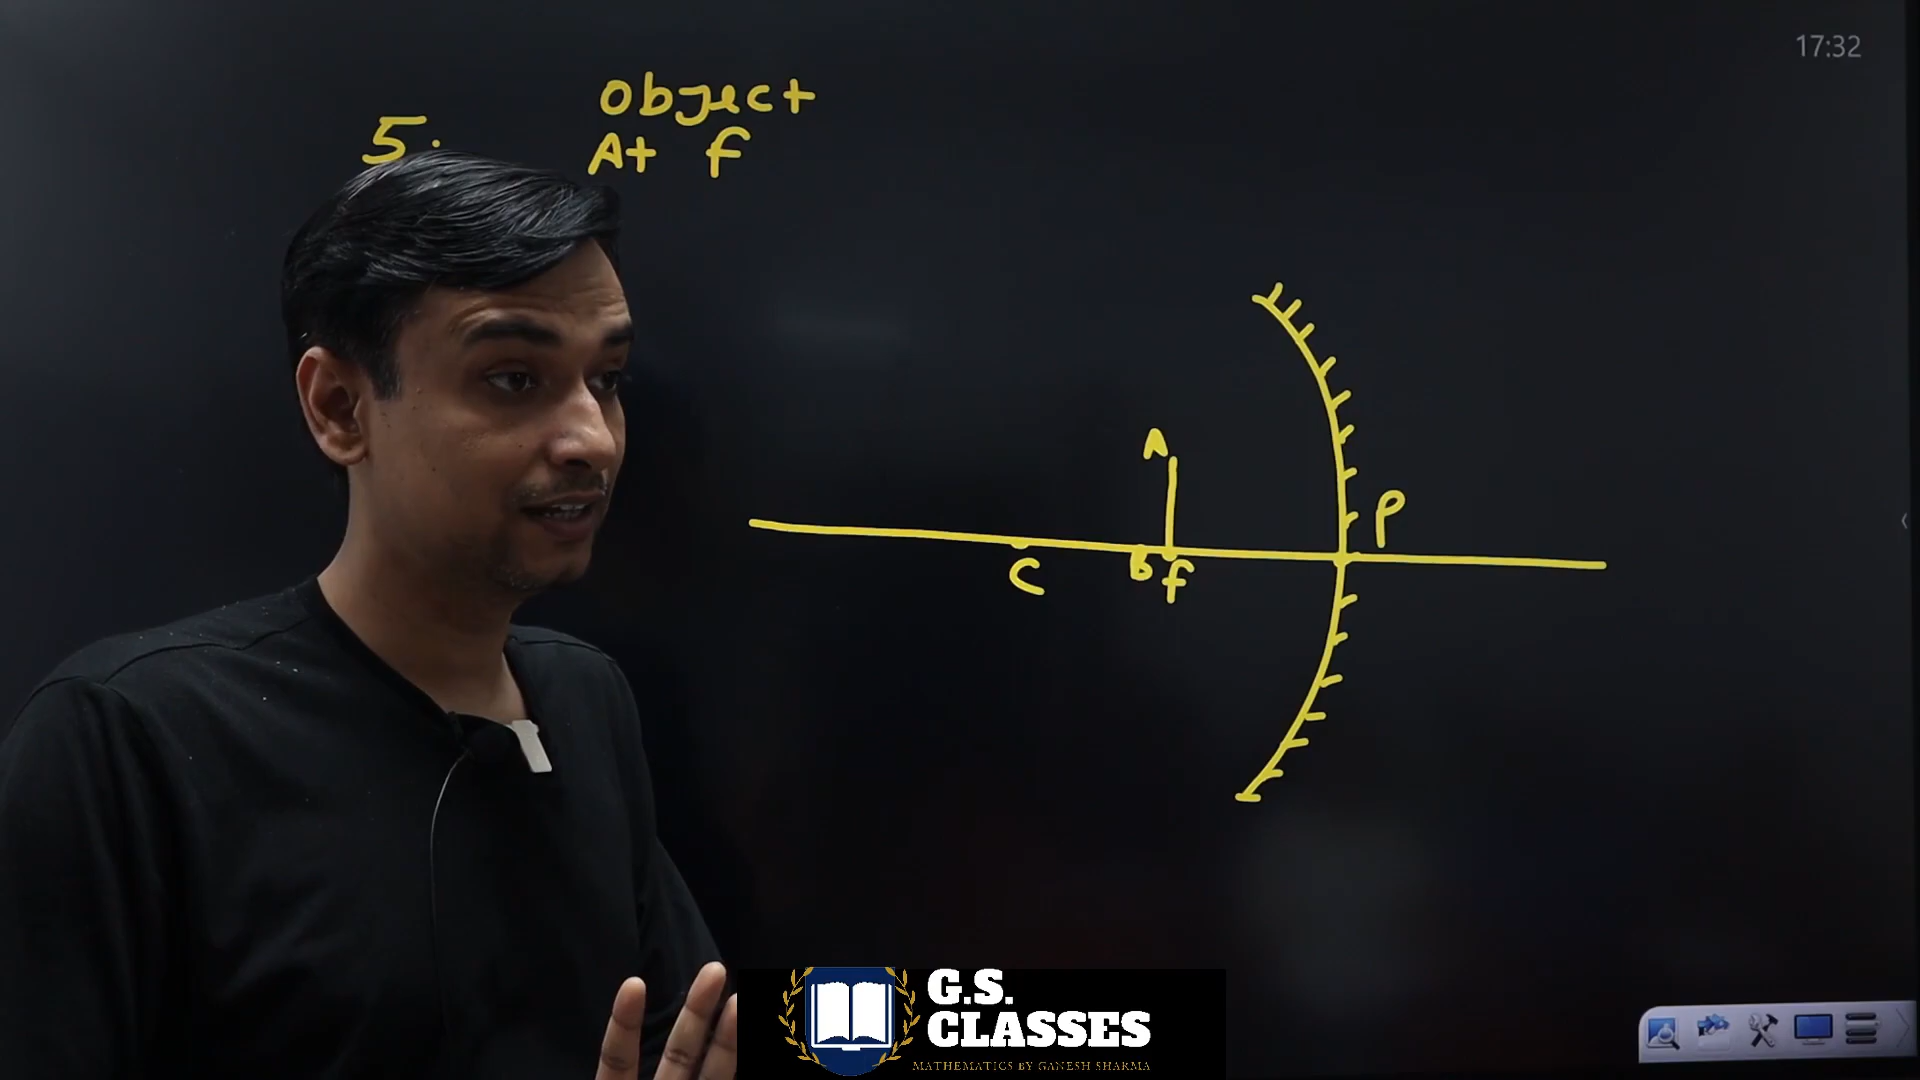 17:32
5.
Object
At f
A
P
C
B
f
G.S.
CLASSES
MATHEMATICS BY GANESH SHARMA